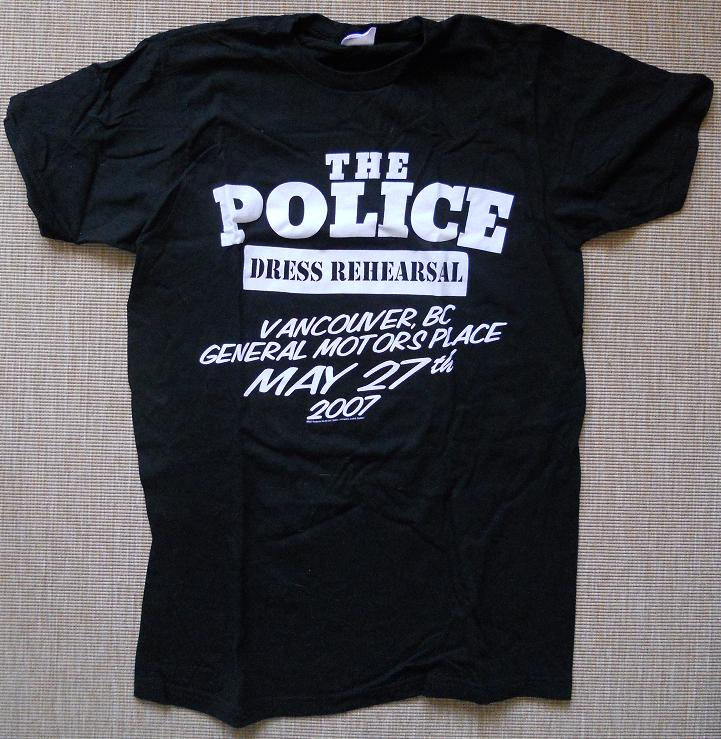 THE
POLICE
DRESS REHEARSAL
VANCOUVER, BC
GENERAL MOTORS PLACE
MAY 27th
2007